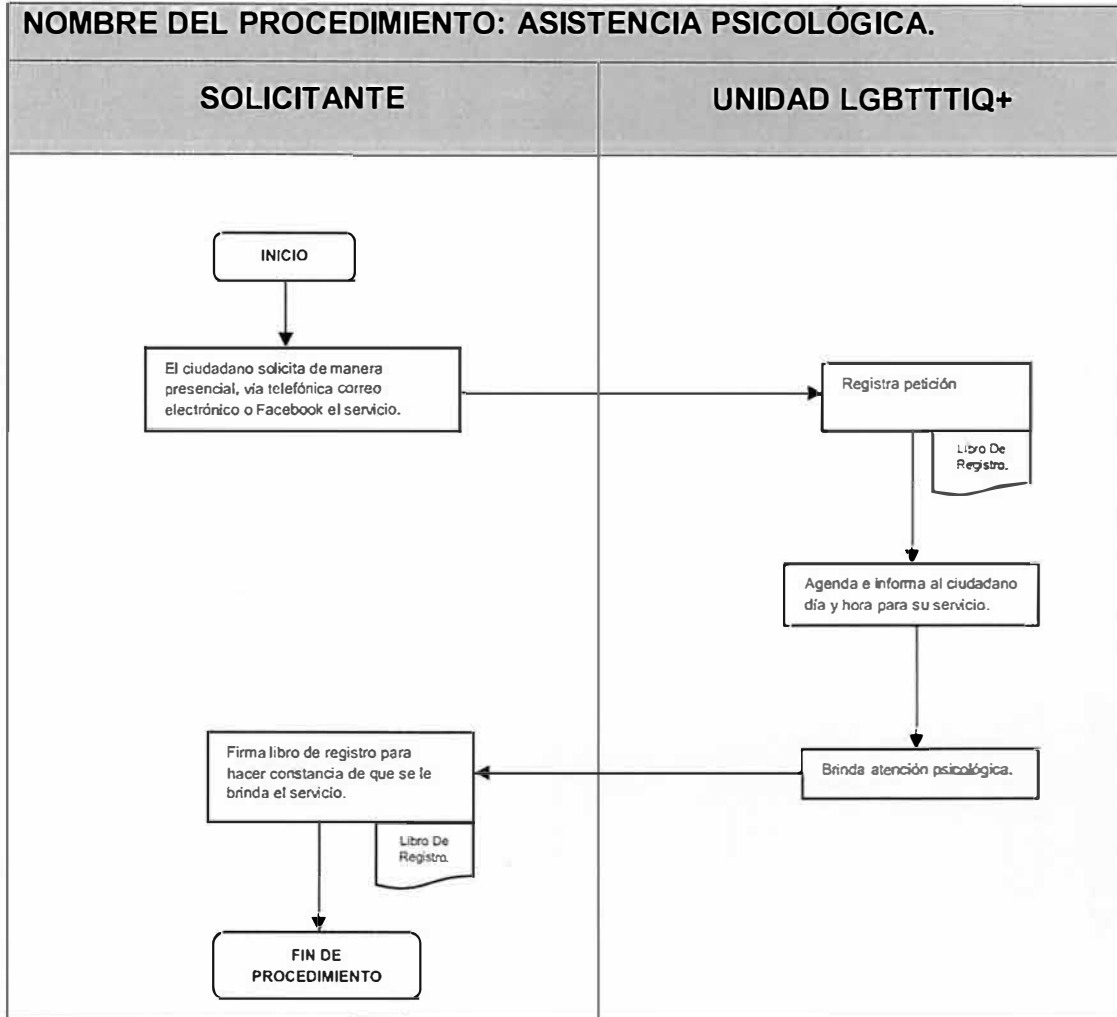 NOMBRE DEL PROCEDIMIENTO: ASISTENCIA PSICOLÓGICA.
SOLICITANTE
UNIDAD LGBTTTIQ+
INICIO
El ciudadano solicita de manera
presencial, vía telefónica correo
electrónico o Facebook el servicio.
Registra petición
Libro De
Registro.
Agenda e informa al ciudadano
día y hora para su servicio.
Brinda atención psicológica.
Firma libro de registro para
hacer constancia de que se le
brinda el servicio.
Libro De
Registro.
FIN DE
PROCEDIMIENTO